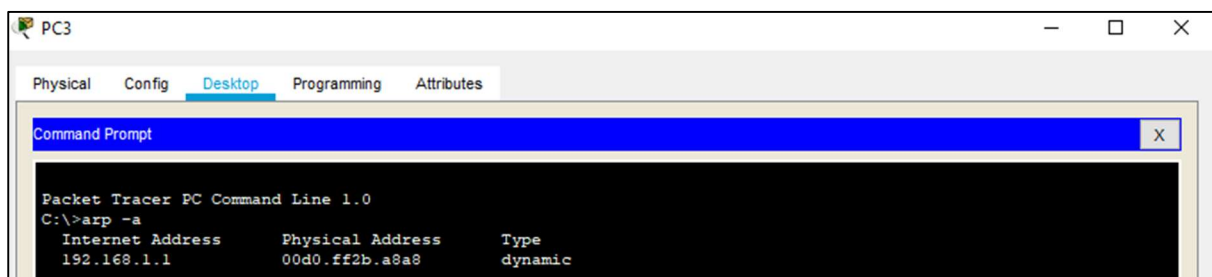 PC3
Physical Config Desktop Programming Attributes
Command Prompt X
Packet Tracer PC Command Line 1.0
C:\>arp -a
Internet Address Physical Address Type
192.168.1.1 00d0.ff2b.a8a8 dynamic